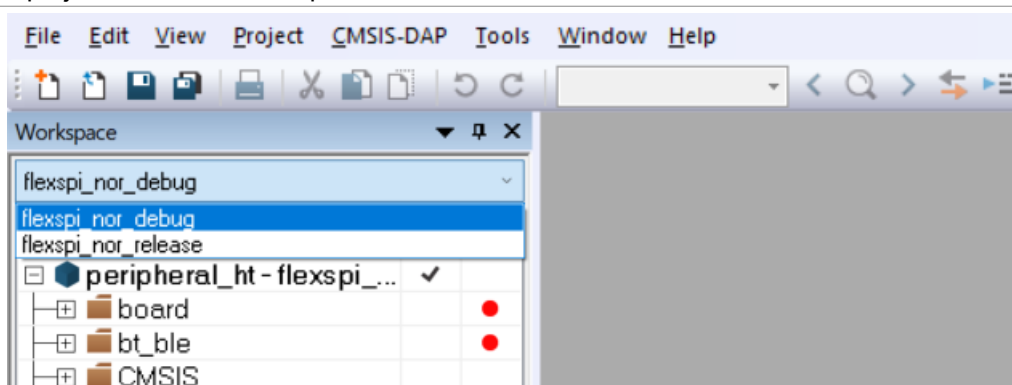 File Edit View Project CMSIS-DAP Tools Window Help
Workspace
flexspi_nor_debug
flexspi_nor_debug
flexspi_nor_release
peripheral_ht - flexspi_...
board
bt_ble
CMSIS